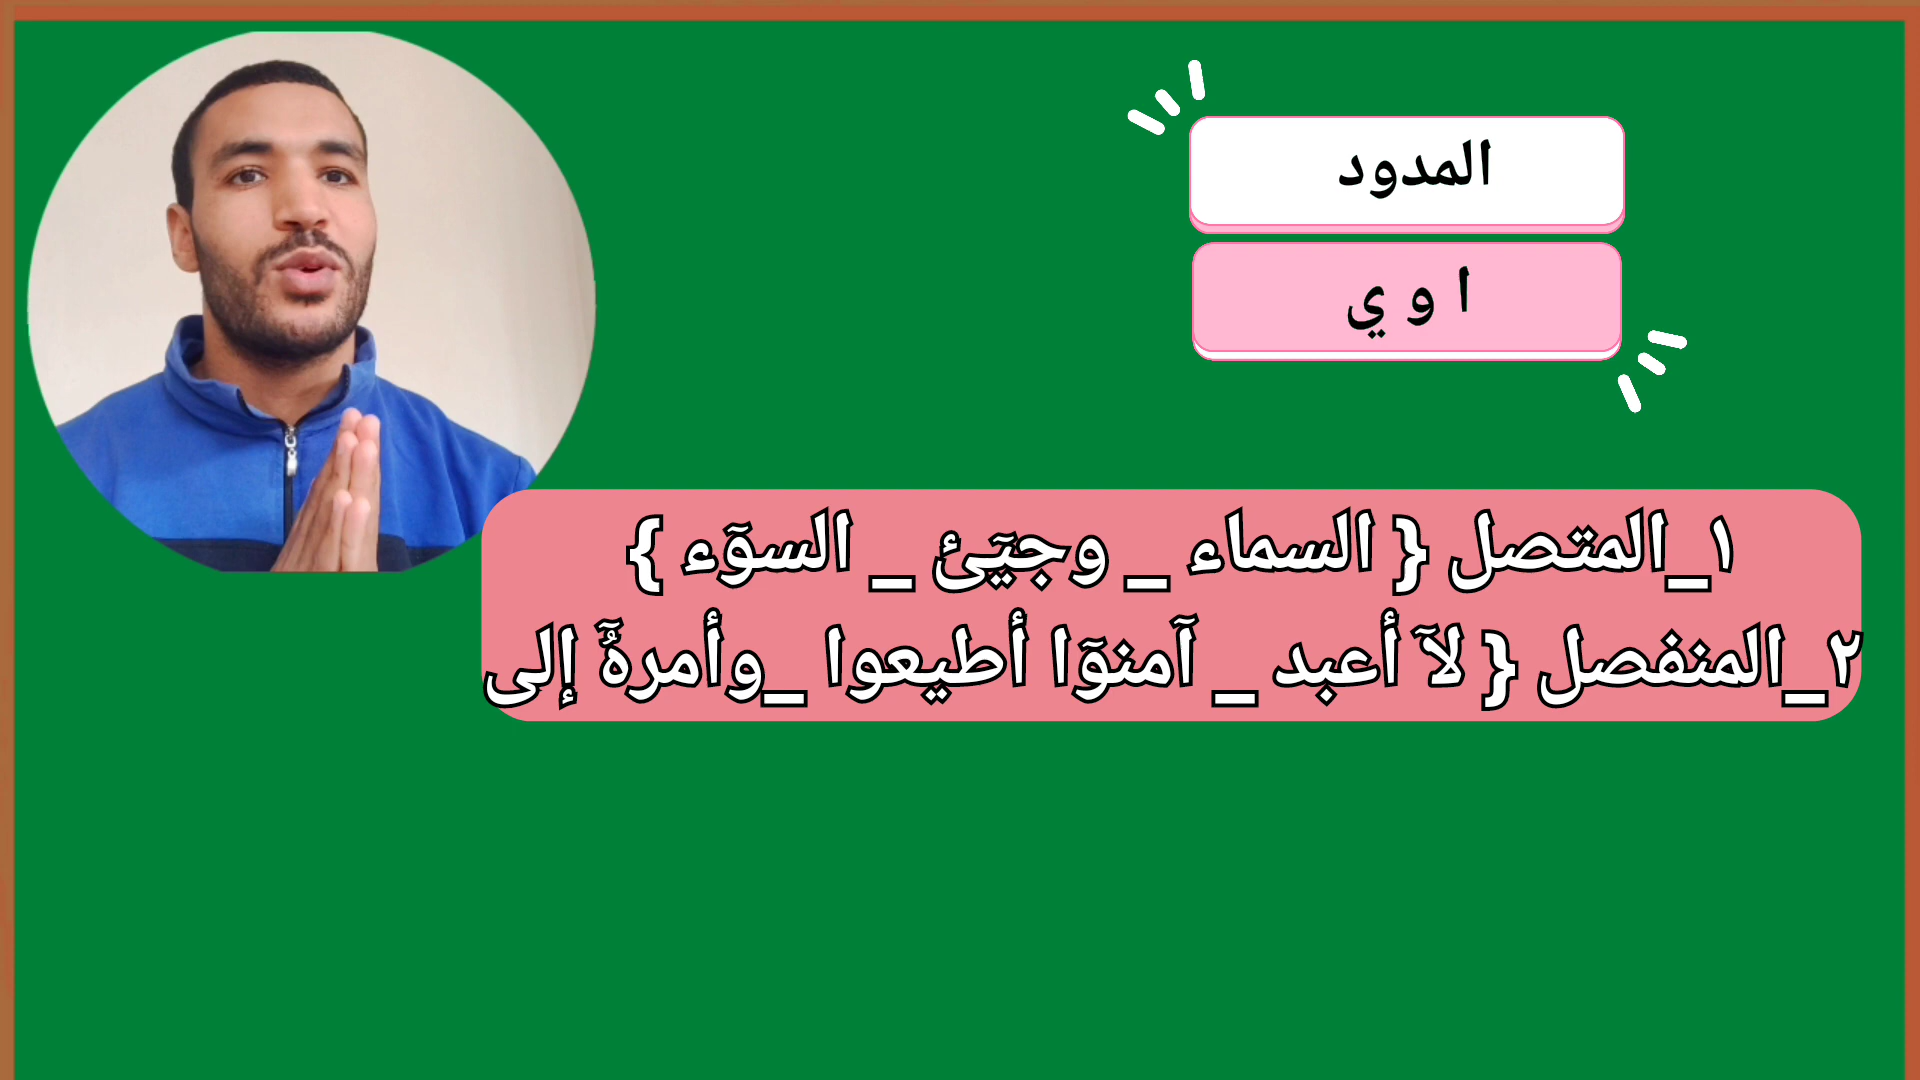 المدود
ا و ي
١_المتصل { السماء _ وجيٓئ _ السوٓء }
٢_المنفصل { لآ أعبد _ آمنوٓا أطيعوا _وأمرهُٓ إلى